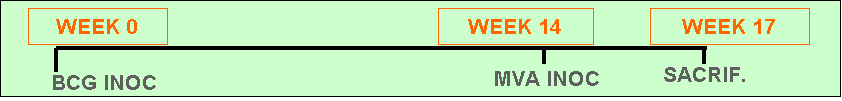 WEEK 0 WEEK 14 WEEK 17
BCG INOC MVA INOC SACRIF.